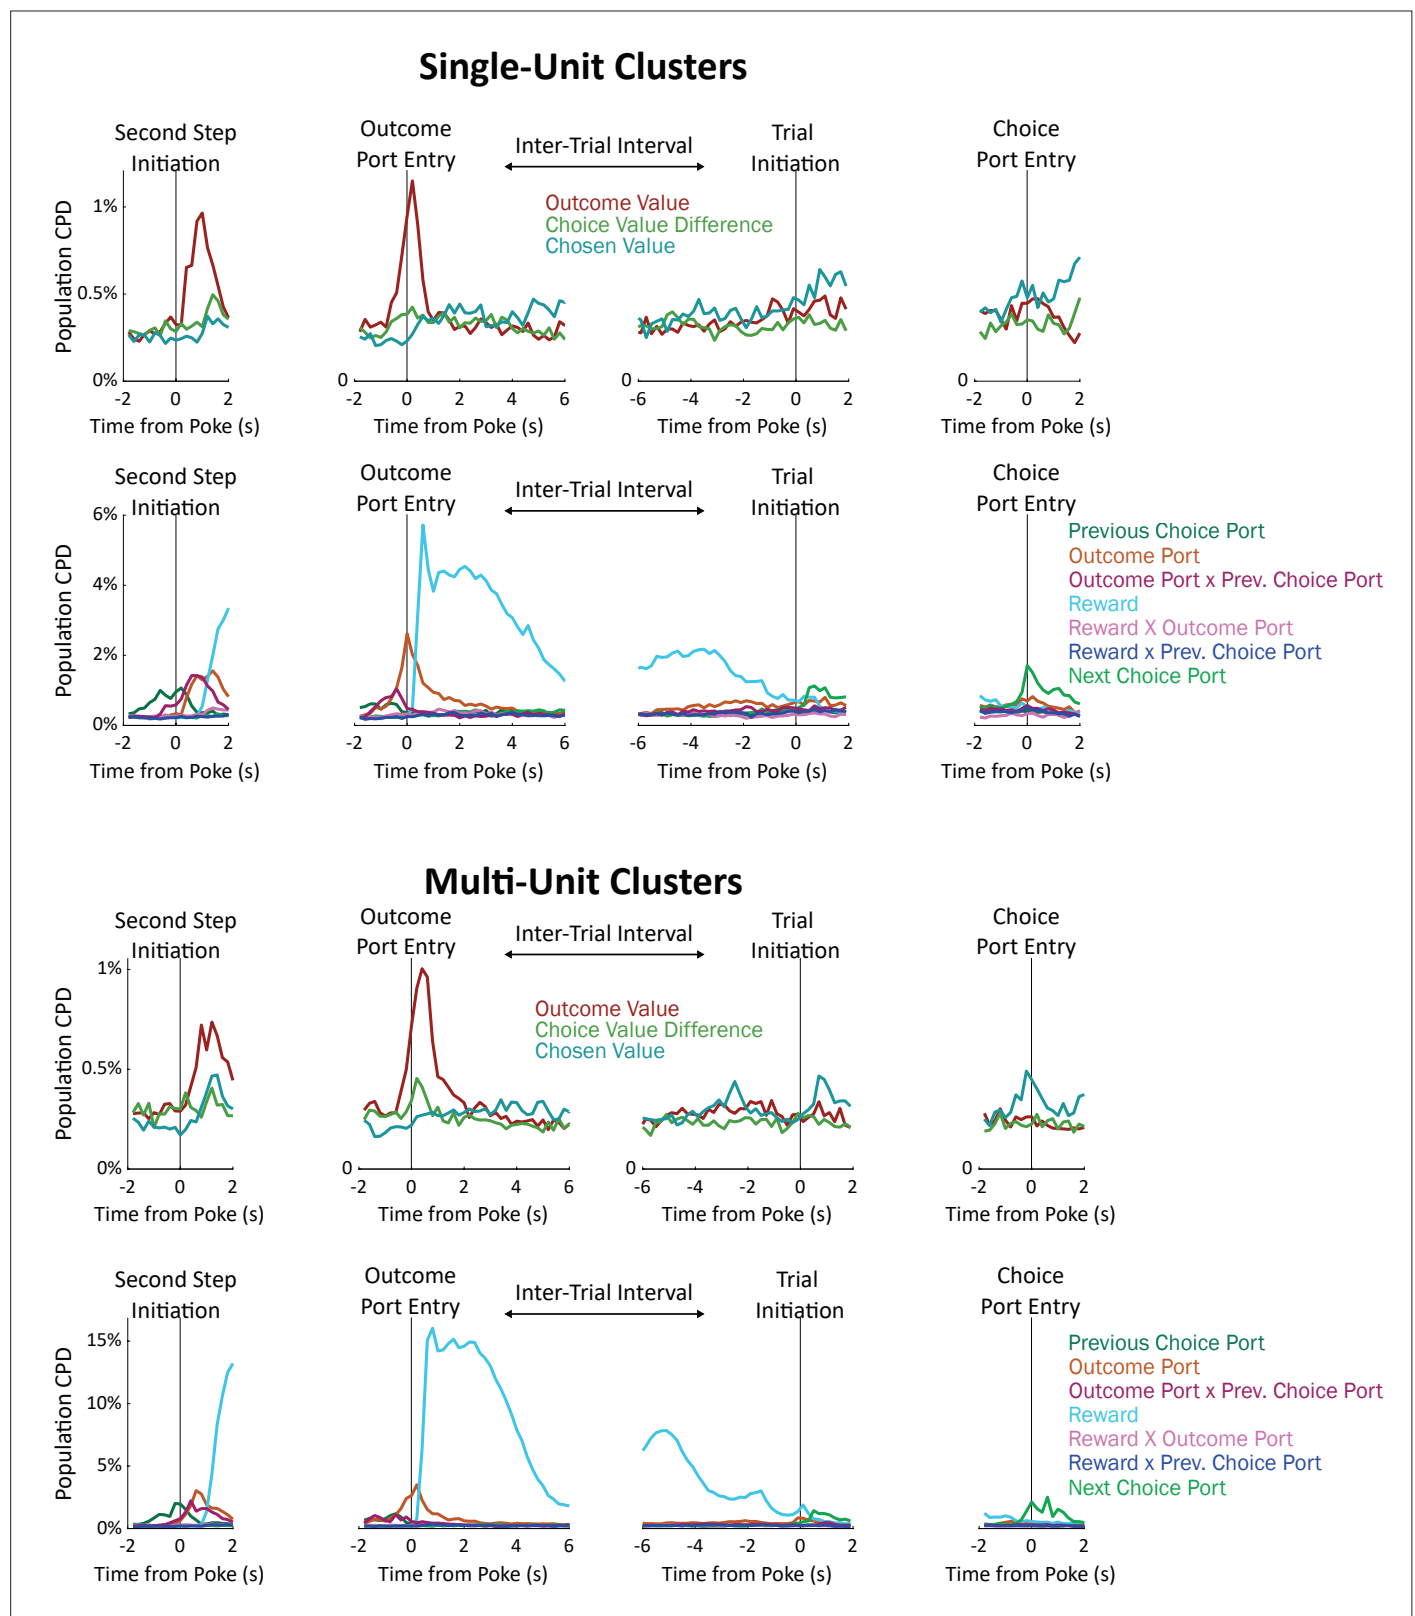 Single-Unit Clusters
Second Step
Initiation
Outcome
Port Entry
Inter-Trial Interval
Trial
Initiation
Choice
Port Entry
Outcome Value
Choice Value Difference
Chosen Value
Population CPD
1%
0.5%
0%
0
0
0
-2 0 2
-2 0 2 4 6
-6 -4 -2 0 2
-2 0 2
Time from Poke (s)
Time from Poke (s)
Time from Poke (s)
Time from Poke (s)
Second Step
Initiation
Outcome
Port Entry
Inter-Trial Interval
Trial
Initiation
Choice
Port Entry
Population CPD
6%
4%
2%
0%
Previous Choice Port
Outcome Port
Outcome Port x Prev. Choice Port
Reward
Reward X Outcome Port
Reward x Prev. Choice Port
Next Choice Port
-2 0 2
-2 0 2 4 6
-6 -4 -2 0 2
-2 0 2
Time from Poke (s)
Time from Poke (s)
Time from Poke (s)
Time from Poke (s)
Multi-Unit Clusters
Second Step
Initiation
Outcome
Port Entry
Inter-Trial Interval
Trial
Initiation
Choice
Port Entry
Outcome Value
Choice Value Difference
Chosen Value
Population CPD
1%
0.5%
0%
0
0
0
-2 0 2
-2 0 2 4 6
-6 -4 -2 0 2
-2 0 2
Time from Poke (s)
Time from Poke (s)
Time from Poke (s)
Time from Poke (s)
Second Step
Initiation
Outcome
Port Entry
Inter-Trial Interval
Trial
Initiation
Choice
Port Entry
Population CPD
15%
10%
5%
0%
Previous Choice Port
Outcome Port
Outcome Port x Prev. Choice Port
Reward
Reward X Outcome Port
Reward x Prev. Choice Port
Next Choice Port
-2 0 2
-2 0 2 4 6
-6 -4 -2 0 2
-2 0 2
Time from Poke (s)
Time from Poke (s)
Time from Poke (s)
Time from Poke (s)